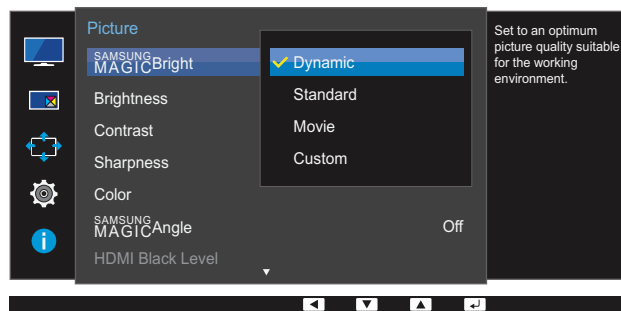 Picture
SAMSUNG
MAGICBright
Brightness
Contrast
Sharpness
Color
SAMSUNG
MAGICAngle
Off
HDMI Black Level
Dynamic
Standard
Movie
Custom
Set to an optimum
picture quality suitable
for the working
environment.